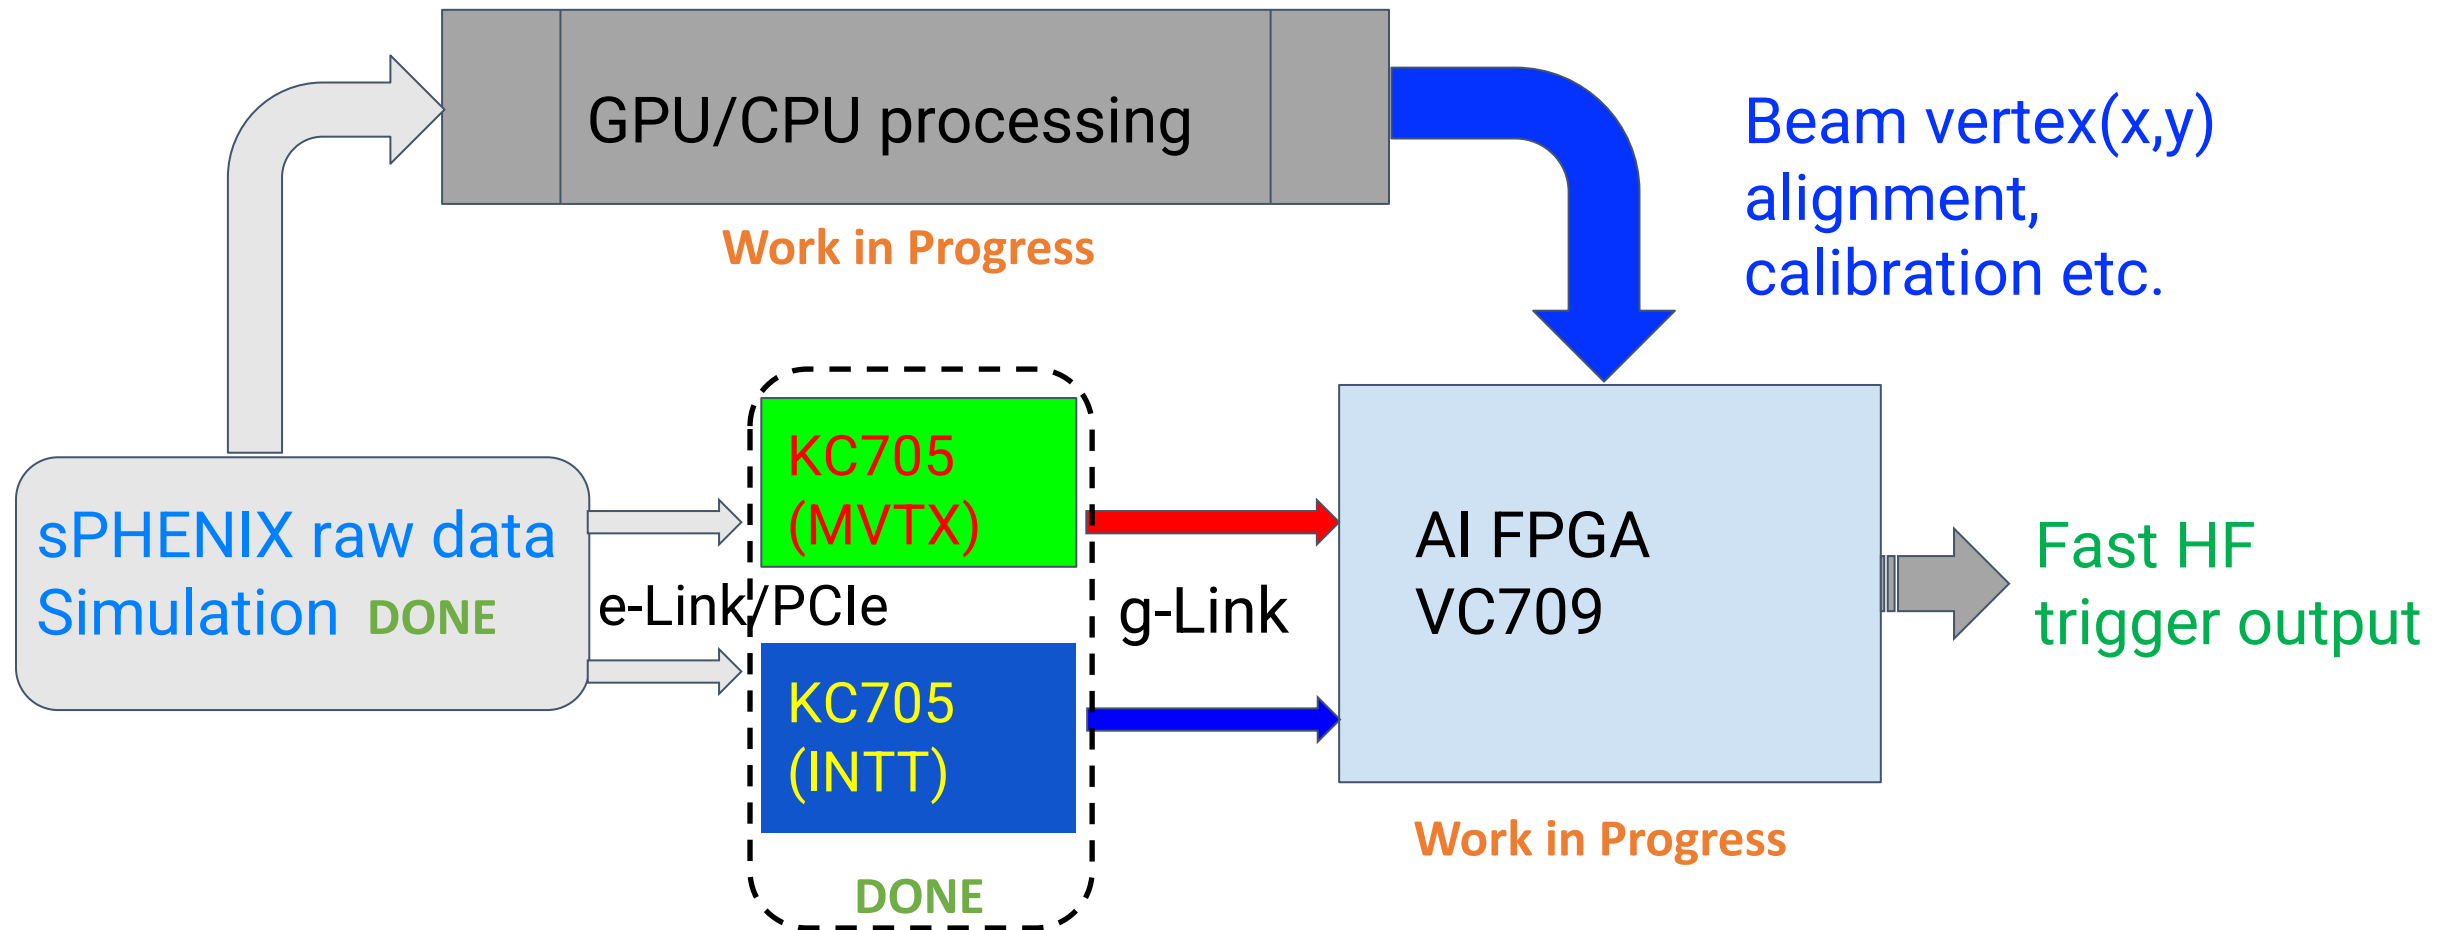 GPU/CPU processing
Work in Progress
Beam vertex(x,y)
alignment,
calibration etc.
sPHENIX raw data
Simulation DONE
e-Link/PCIe
KC705
(MVTX)
KC705
(INTT)
DONE
g-Link
AI FPGA
VC709
Work in Progress
Fast HF
trigger output